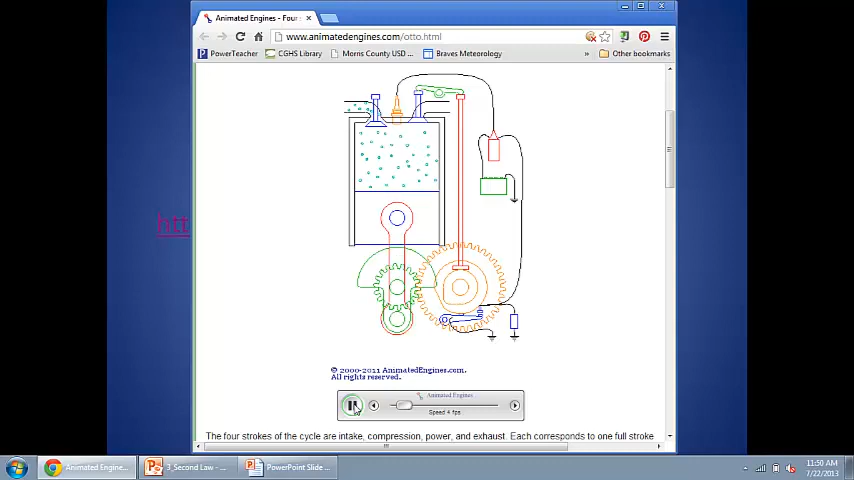 Animated Engines - Four s
www.animatedengines.com/otto.html
PowerTeacher
CGHS Library
Morris County USD ...
Braves Meteorology
»
Other bookmarks
htt
© 2000-2011 AnimatedEngines.com.
All rights reserved.
Animated Engines
Speed 4 fps
The four strokes of the cycle are intake, compression, power, and exhaust. Each corresponds to one full stroke
Animated Engine...
3_Second Law - ...
PowerPoint Slide ...
11:50 AM
7/22/2013